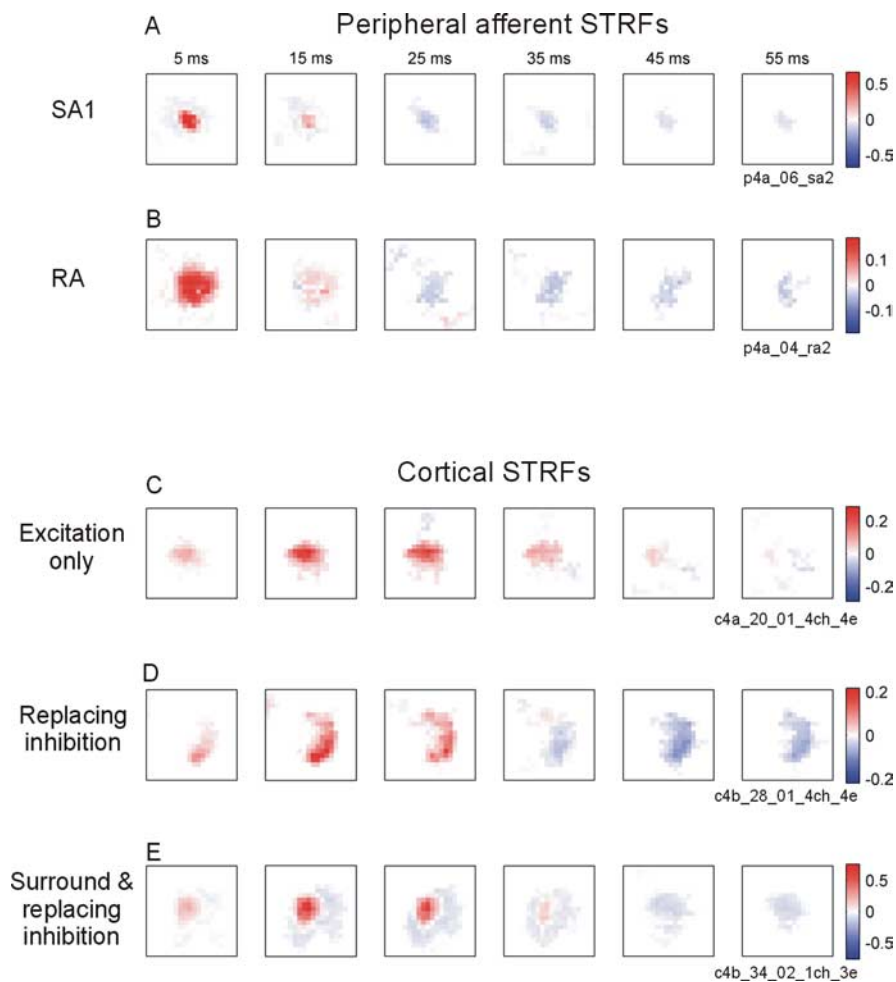 A Peripheral afferent STRFs
5 ms 15 ms 25 ms 35 ms 45 ms 55 ms
SA1
0.5
0
-0.5
p4a_06_sa2
B
RA
0.1
0
-0.1
p4a_04_ra2
Cortical STRFs
C
Excitation
only
0.2
0
-0.2
c4a_20_01_4ch_4e
D
Replacing
inhibition
0.2
0
-0.2
c4b_28_01_4ch_4e
E
Surround &
replacing
inhibition
0.5
0
-0.5
c4b_34_02_1ch_3e